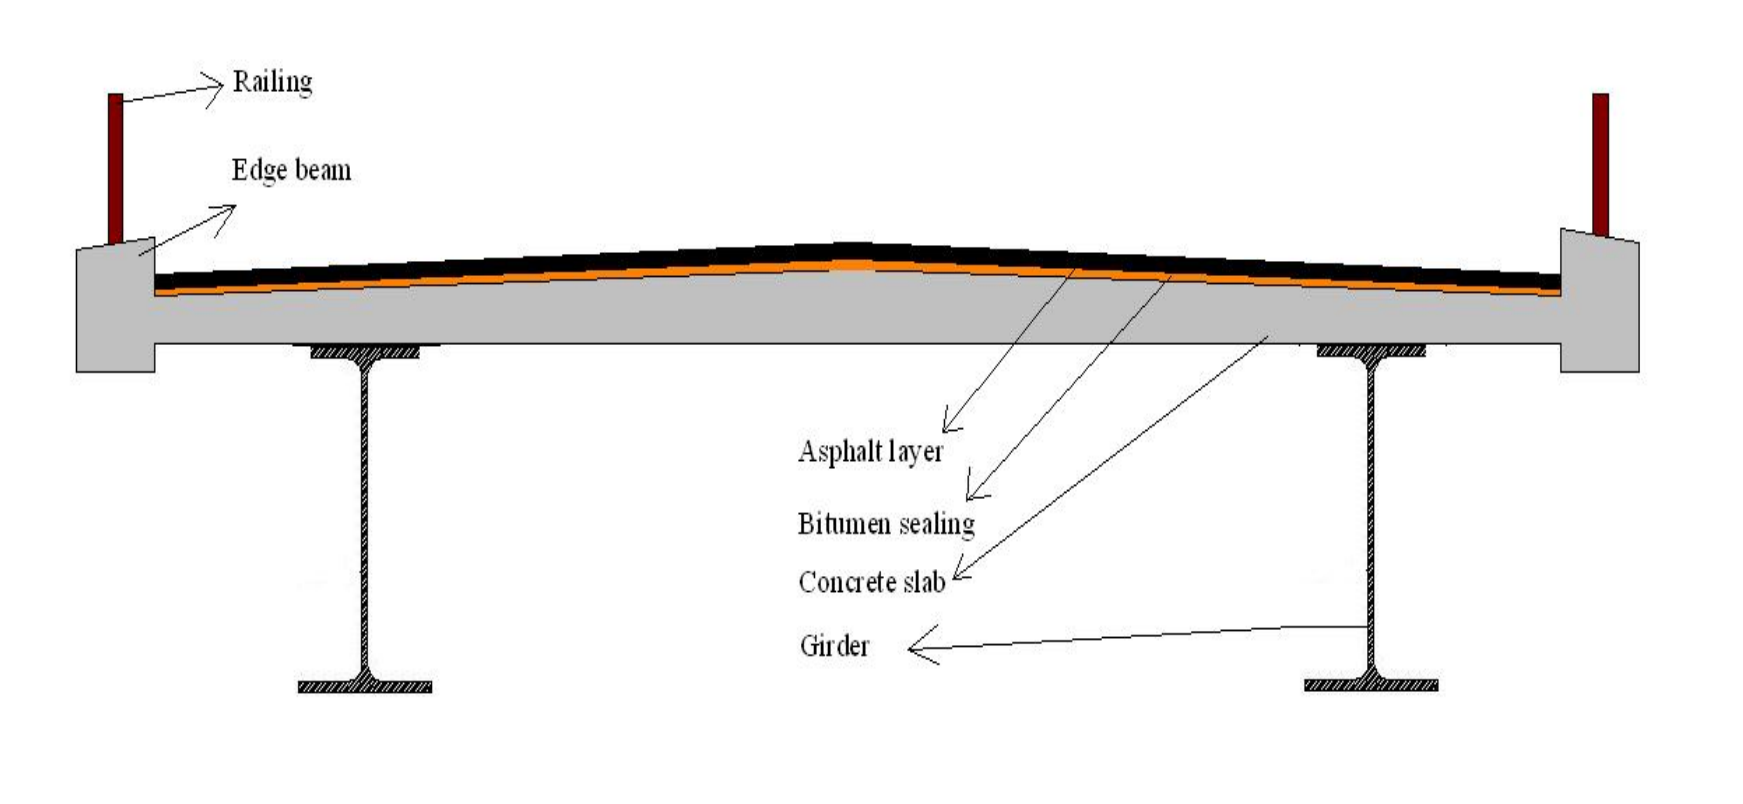 Railing
Edge beam
Asphalt layer
Bitumen sealing
Concrete slab
Girder